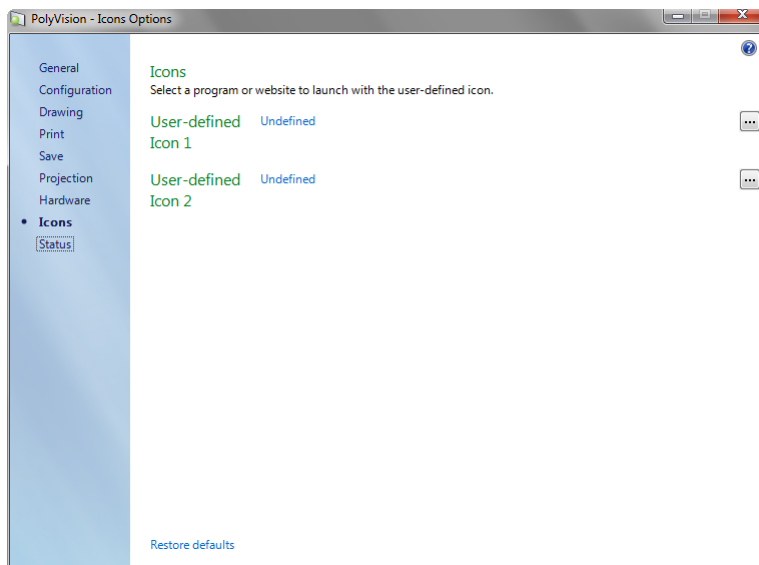 PolyVision - Icons Options
General
Configuration
Drawing
Print
Save
Projection
Hardware
Icons
Status
Icons
Select a program or website to launch with the user-defined icon.
User-defined Undefined
Icon 1
User-defined Undefined
Icon 2
Restore defaults